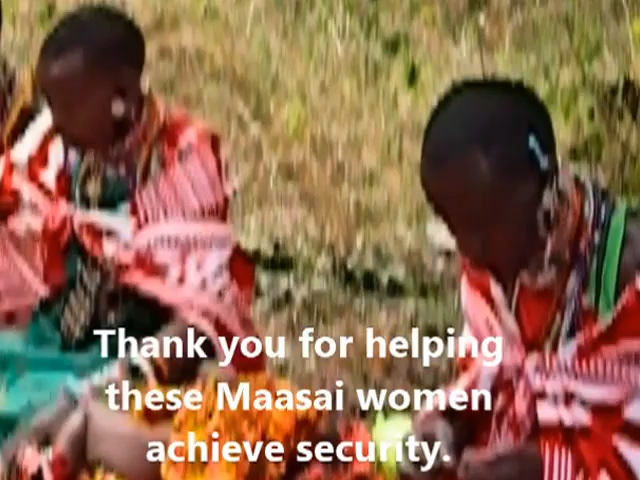 Thank you for helping
these Maasai women
achieve security.